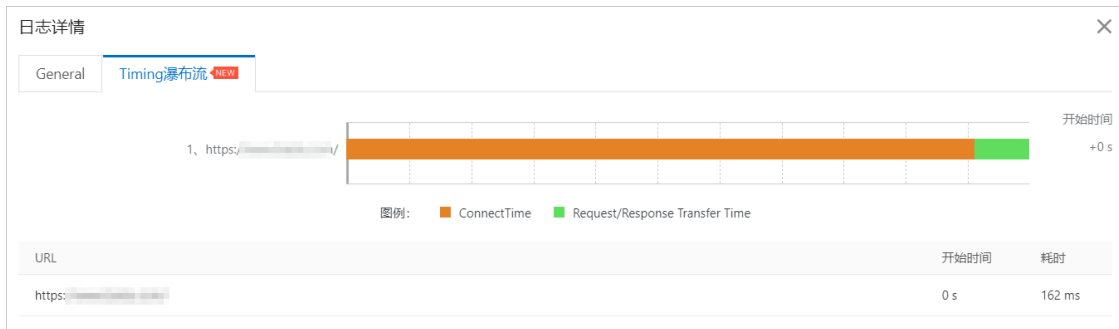 日志详情
General
Timing瀑布流 NEW
开始时间
1、https:/ /
+0 s
图例: ConnectTime Request/Response Transfer Time
URL 开始时间 耗时
https: 0 s 162 ms